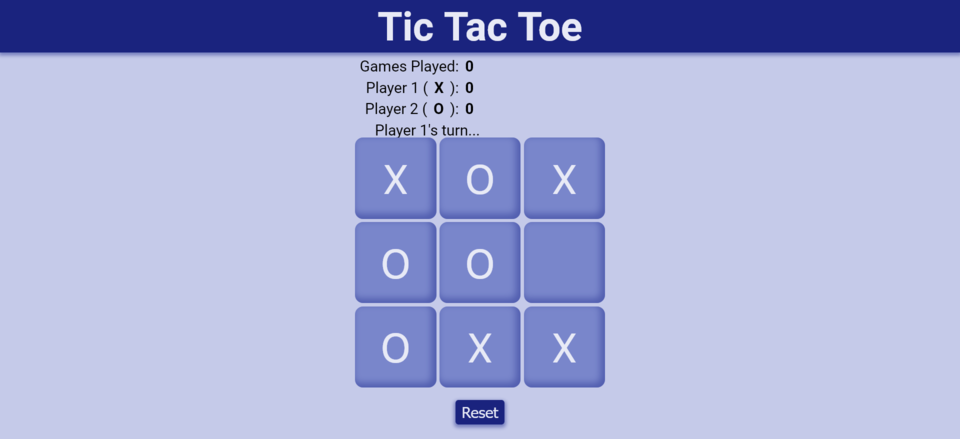 Tic Tac Toe
Games Played: 0
Player 1 ( X ): 0
Player 2 ( O ): 0
Player 1's turn...
X O X
O O
O X X
Reset